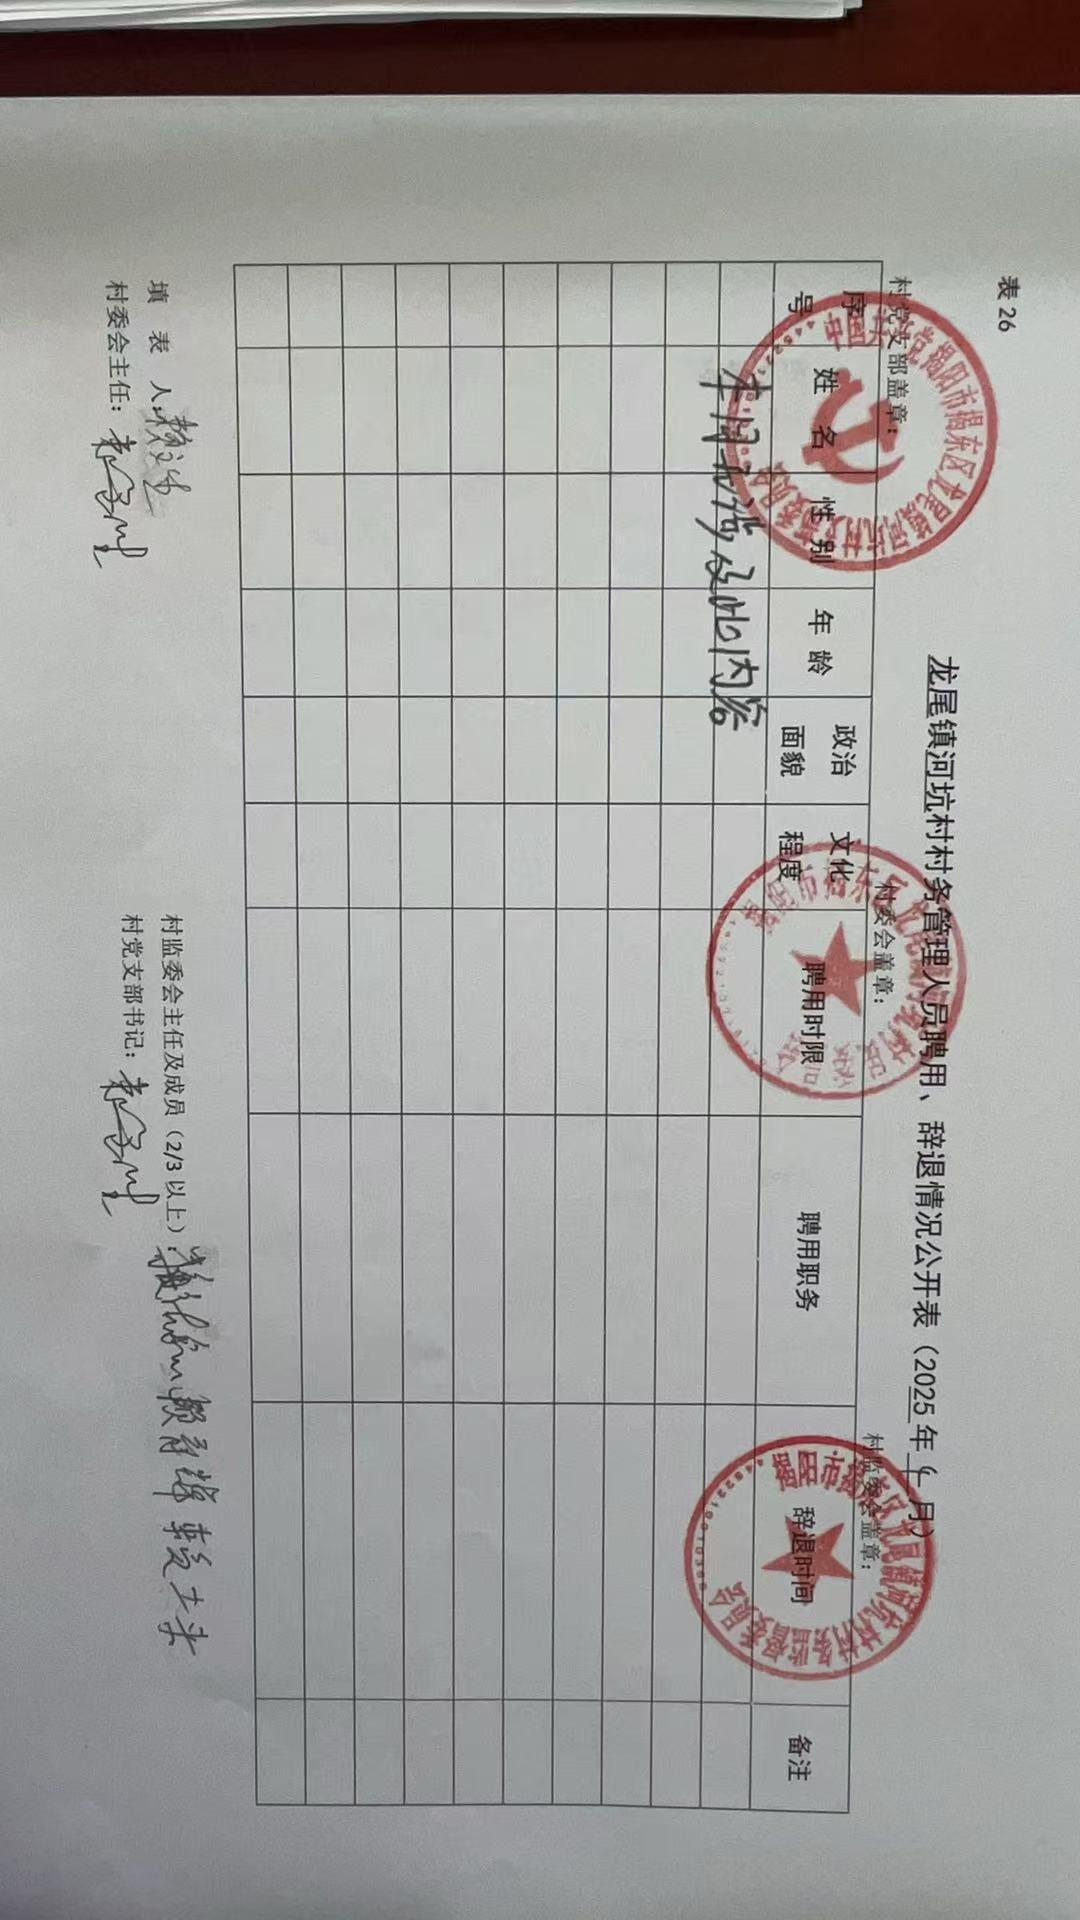 表 26
龙尾镇河坑村村务管理人员聘用、辞退情况公开表（2025 年 4 月）
村党支部盖章： 村委会盖章： 村监委会盖章：
序号 姓 名 性 别 年 龄 政治面貌 文化程度 聘用时限 聘用职务 辞退时间 备注
本月无涉及此内容
填 表 人： 村监委会主任及成员（2/3 以上）：
村委会主任： 村党支部书记：